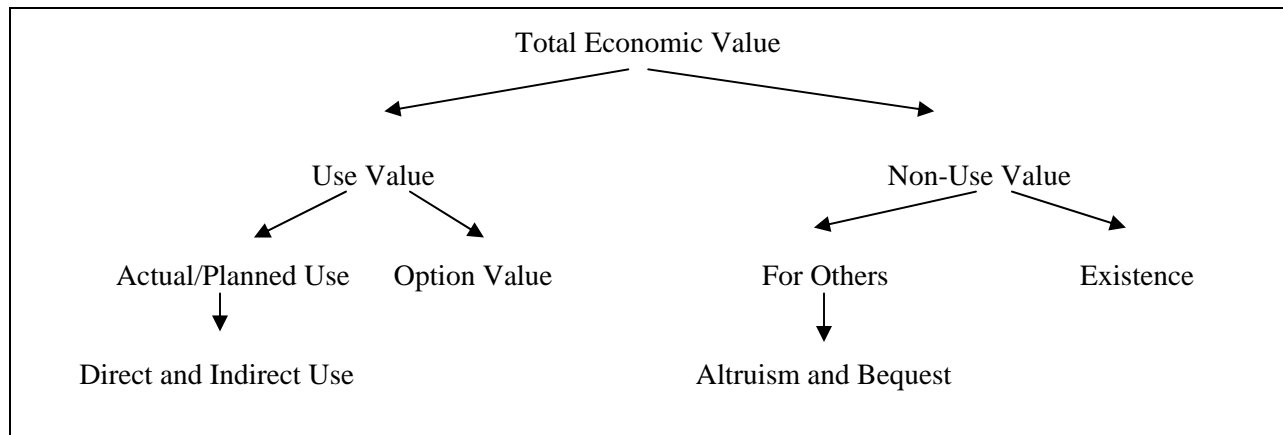 Total Economic Value
Use Value Non-Use Value
Actual/Planned Use Option Value For Others Existence
Direct and Indirect Use Altruism and Bequest